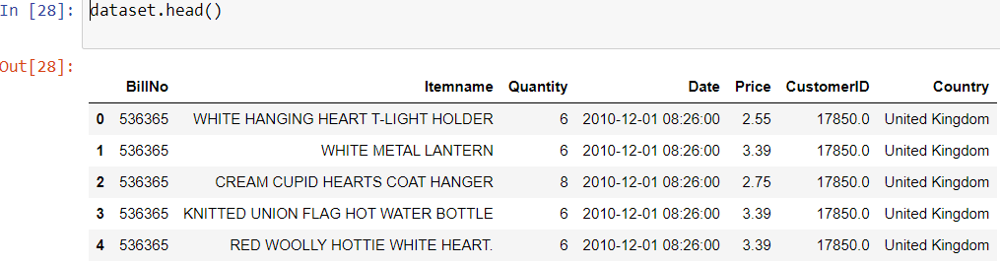 In [28]: dataset.head()
Out[28]:
BillNo Itemname Quantity Date Price CustomerID Country
0 536365 WHITE HANGING HEART T-LIGHT HOLDER 6 2010-12-01 08:26:00 2.55 17850.0 United Kingdom
1 536365 WHITE METAL LANTERN 6 2010-12-01 08:26:00 3.39 17850.0 United Kingdom
2 536365 CREAM CUPID HEARTS COAT HANGER 8 2010-12-01 08:26:00 2.75 17850.0 United Kingdom
3 536365 KNITTED UNION FLAG HOT WATER BOTTLE 6 2010-12-01 08:26:00 3.39 17850.0 United Kingdom
4 536365 RED WOOLLY HOTTIE WHITE HEART. 6 2010-12-01 08:26:00 3.39 17850.0 United Kingdom